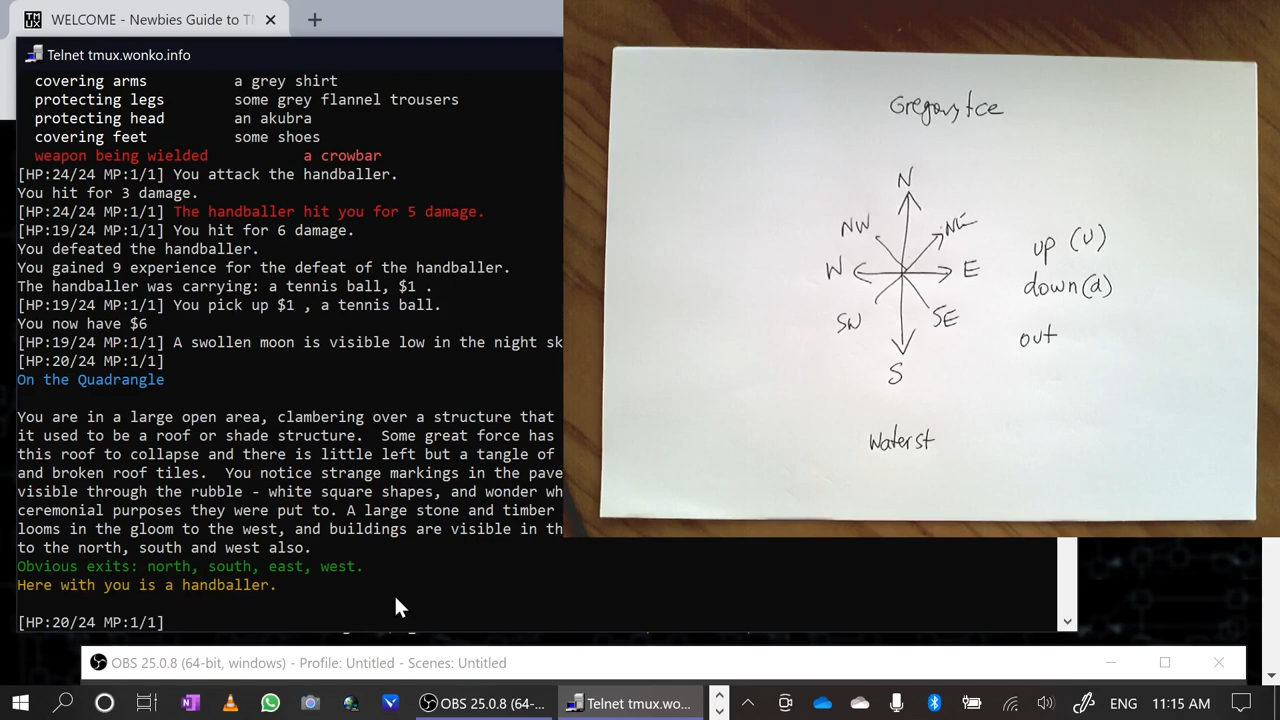 WELCOME - Newbies Guide to TM
Telnet tmux.wonko.info
covering arms a grey shirt
protecting legs some grey flannel trousers
protecting head an akubra
covering feet some shoes
weapon being wielded a crowbar
[HP:24/24 MP:1/1] You attack the handballer.
You hit for 3 damage.
[HP:24/24 MP:1/1] The handballer hit you for 5 damage.
[HP:19/24 MP:1/1] You hit for 6 damage.
You defeated the handballer.
You gained 9 experience for the defeat of the handballer.
The handballer was carrying: a tennis ball, $1 .
[HP:19/24 MP:1/1] You pick up $1 , a tennis ball.
You now have $6
[HP:19/24 MP:1/1] A swollen moon is visible low in the night sk
[HP:20/24 MP:1/1]
On the Quadrangle
You are in a large open area, clambering over a structure that
it used to be a roof or shade structure. Some great force has
this roof to collapse and there is little left but a tangle of
and broken roof tiles. You notice strange markings in the pave
visible through the rubble - white square shapes, and wonder wh
ceremonial purposes they were put to. A large stone and timber
looms in the gloom to the west, and buildings are visible in th
to the north, south and west also.
Obvious exits: north, south, east, west.
Here with you is a handballer.
[HP:20/24 MP:1/1]
Gregory tce
N
NW NE
W E
SW SE
S
up (u)
down (d)
out
Water st
OBS 25.0.8 (64-bit, windows) - Profile: Untitled - Scenes: Untitled
OBS 25.0.8 (64-... Telnet tmux.wo... ENG 11:15 AM